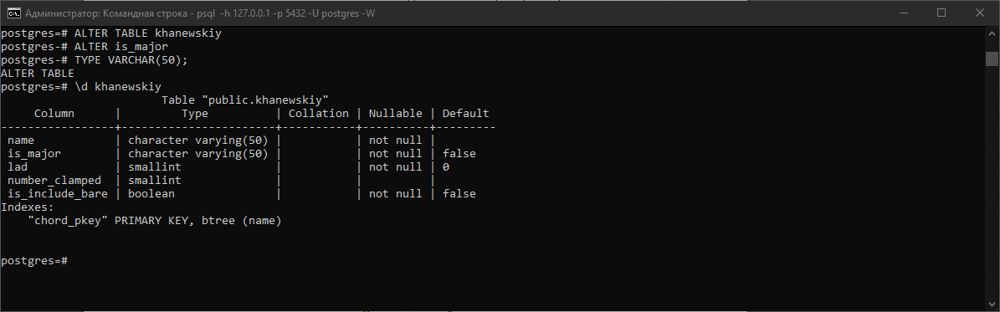 Администратор: Командная строка - psql  -h 127.0.0.1 -p 5432 -U postgres -W
postgres=# ALTER TABLE khanewskiy
postgres-# ALTER is_major
postgres-# TYPE VARCHAR(50);
ALTER TABLE
postgres=# \d khanewskiy
                        Table "public.khanewskiy"
     Column      |         Type          | Collation | Nullable | Default
-----------------+-----------------------+-----------+----------+---------
 name            | character varying(50) |           | not null |
 is_major        | character varying(50) |           | not null | false
 lad             | smallint              |           | not null | 0
 number_clamped  | smallint              |           |          |
 is_include_bare | boolean               |           | not null | false
Indexes:
    "chord_pkey" PRIMARY KEY, btree (name)
postgres=#